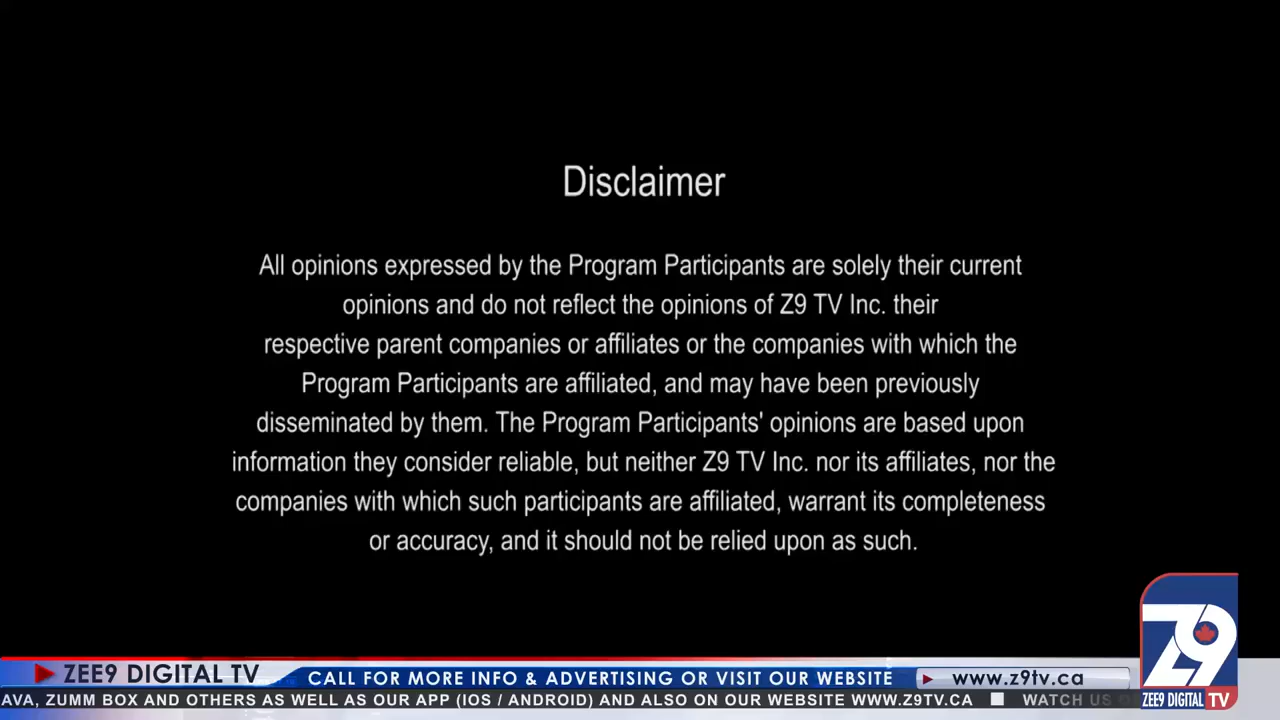 Disclaimer
All opinions expressed by the Program Participants are solely their current
opinions and do not reflect the opinions of Z9 TV Inc. their
respective parent companies or affiliates or the companies with which the
Program Participants are affiliated, and may have been previously
disseminated by them. The Program Participants' opinions are based upon
information they consider reliable, but neither Z9 TV Inc. nor its affiliates, nor the
companies with which such participants are affiliated, warrant its completeness
or accuracy, and it should not be relied upon as such.
Z9
ZEE9 DIGITAL TV
ZEE9 DIGITAL TV
CALL FOR MORE INFO & ADVERTISING OR VISIT OUR WEBSITE
www.z9tv.ca
AVA, ZUMM BOX AND OTHERS AS WELL AS OUR APP (IOS / ANDROID) AND ALSO ON OUR WEBSITE WWW.Z9TV.CA WATCH US